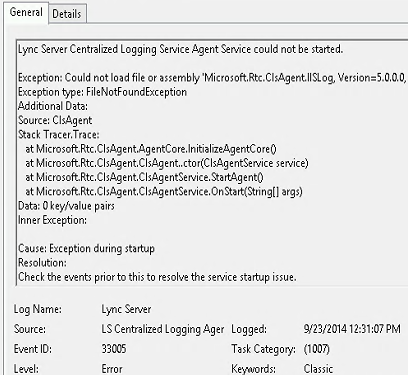 General Details
Lync Server Centralized Logging Service Agent Service could not be started.
Exception: Could not load file or assembly 'Microsoft.Rtc.ClsAgent.IISLog, Version=5.0.0.0,
Exception type: FileNotFoundException
Additional Data:
Source: ClsAgent
Stack Tracer.Trace:
at Microsoft.Rtc.ClsAgent.AgentCore.InitializeAgentCore()
at Microsoft.Rtc.ClsAgent.ClsAgent..ctor(ClsAgentService service)
at Microsoft.Rtc.ClsAgent.ClsAgentService.StartAgent()
at Microsoft.Rtc.ClsAgent.ClsAgentService.OnStart(String[] args)
Data: 0 key/value pairs
Inner Exception:
Cause: Exception during startup
Resolution:
Check the events prior to this to resolve the service startup issue.
Log Name: Lync Server
Source: LS Centralized Logging Ager Logged: 9/23/2014 12:31:07 PM
Event ID: 33005 Task Category: (1007)
Level: Error Keywords: Classic